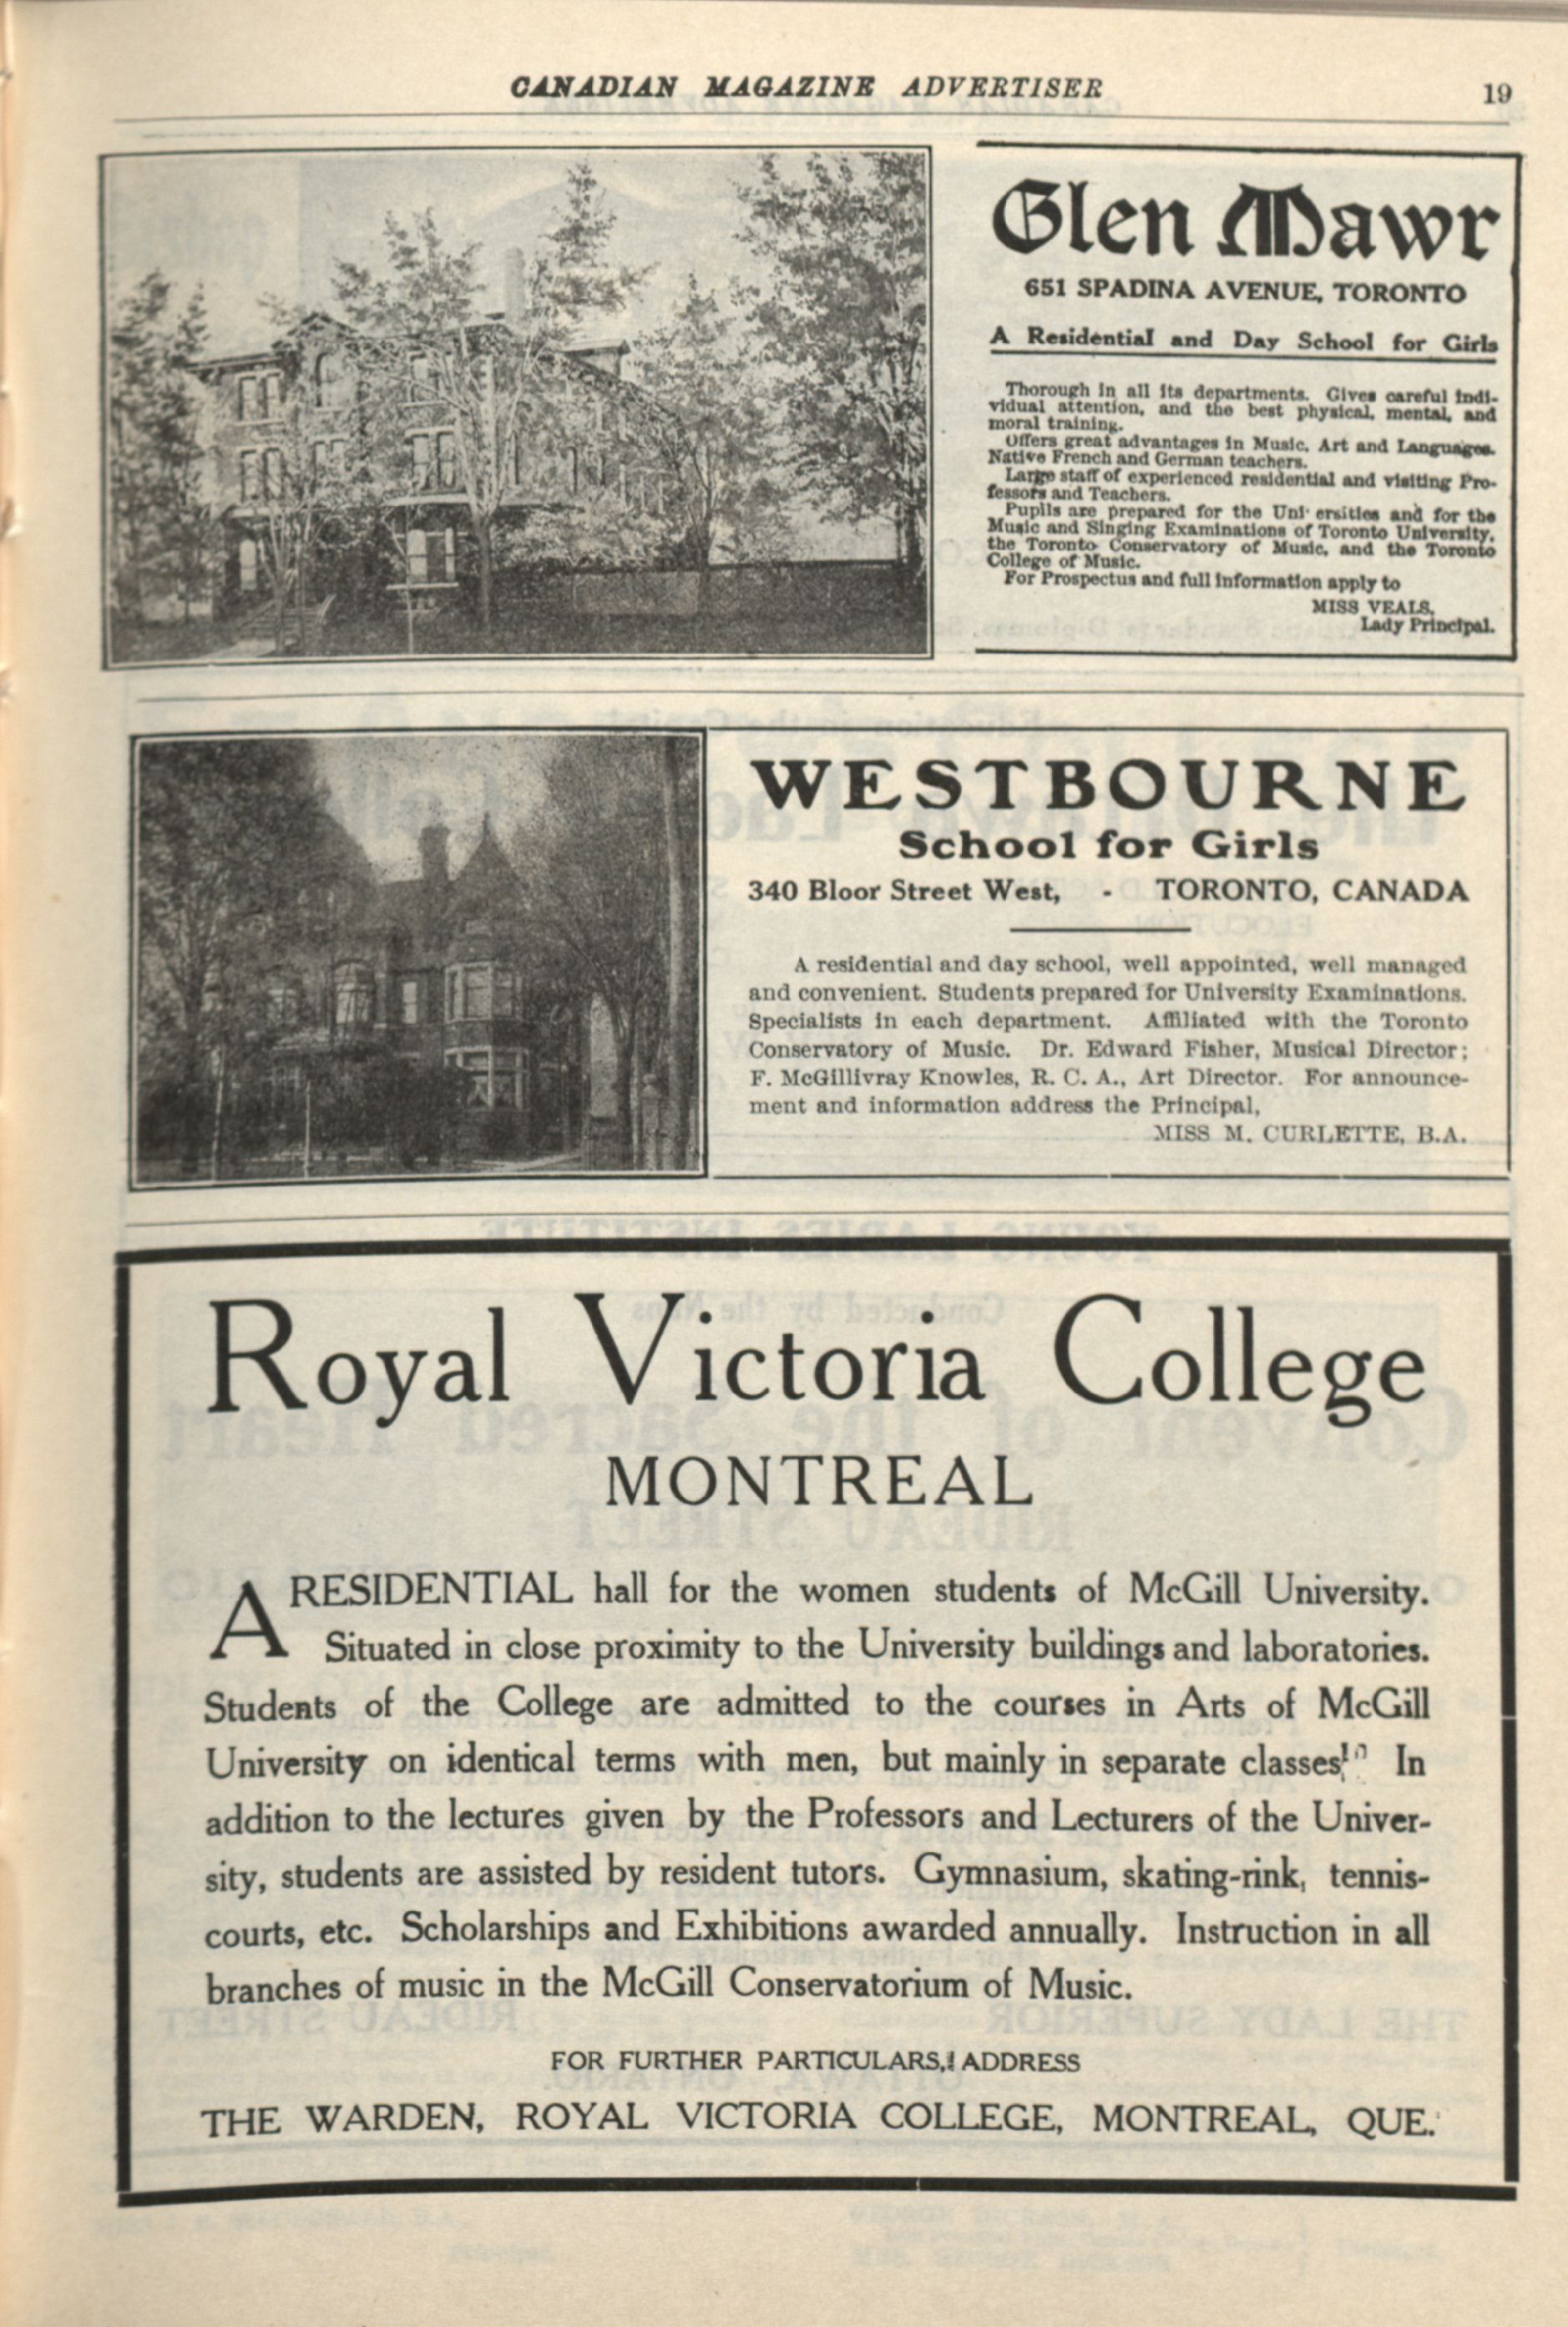 CANADIAN MAGAZINE ADVERTISER 19
Glen Mawr
651 SPADINA AVENUE, TORONTO
A Residential and Day School for Girls
Thorough in all its departments. Gives careful indi-
vidual attention, and the best physical, mental, and
moral training.
Offers great advantages in Music, Art and Languages.
Native French and German teachers.
Large staff of experienced residential and visiting Pro-
fessors and Teachers.
Pupils are prepared for the Uni ersities and for the
Music and Singing Examinations of Toronto University,
the Toronto Conservatory of Music, and the Toronto
College of Music.
For Prospectus and full information apply to
MISS VEALS,
Lady Principal.
WESTBOURNE
School for Girls
340 Bloor Street West, - TORONTO, CANADA
A residential and day school, well appointed, well managed
and convenient. Students prepared for University Examinations.
Specialists in each department. Affiliated with the Toronto
Conservatory of Music. Dr. Edward Fisher, Musical Director;
F. McGillivray Knowles, R. C. A., Art Director. For announce-
ment and information address the Principal,
MISS M. CURLETTE, B.A.
Royal Victoria College
MONTREAL
A RESIDENTIAL hall for the women students of McGill University.
Situated in close proximity to the University buildings and laboratories.
Students of the College are admitted to the courses in Arts of McGill
University on identical terms with men, but mainly in separate classes. In
addition to the lectures given by the Professors and Lecturers of the Univer-
sity, students are assisted by resident tutors. Gymnasium, skating-rink, tennis-
courts, etc. Scholarships and Exhibitions awarded annually. Instruction in all
branches of music in the McGill Conservatorium of Music.
FOR FURTHER PARTICULARS, ADDRESS
THE WARDEN, ROYAL VICTORIA COLLEGE, MONTREAL, QUE.